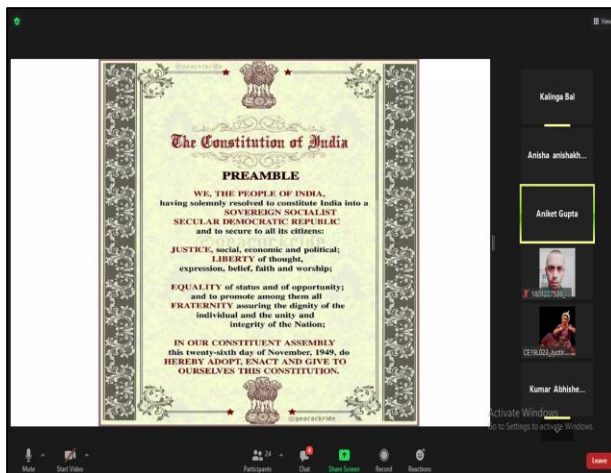 View
@peacockride
The Constitution of India
PREAMBLE
WE, THE PEOPLE OF INDIA,
having solemnly resolved to constitute India into a
SOVEREIGN SOCIALIST
SECULAR DEMOCRATIC REPUBLIC
and to secure to all its citizens:
JUSTICE, social, economic and political;
LIBERTY of thought,
expression, belief, faith and worship;
EQUALITY of status and of opportunity;
and to promote among them all
FRATERNITY assuring the dignity of the
individual and the unity and
integrity of the Nation;
IN OUR CONSTITUENT ASSEMBLY
this twenty-sixth day of November, 1949, do
HEREBY ADOPT, ENACT AND GIVE TO
OURSELVES THIS CONSTITUTION.
@peacockride
Kalinga Bal
Anisha anishakh...
Aniket Gupta
Kumar Abhishe...
Activate Windows
Go to Settings to activate Windows.
Mute
Start Video
24
Participants
Chat
Share Screen
Record
Reactions
Leave